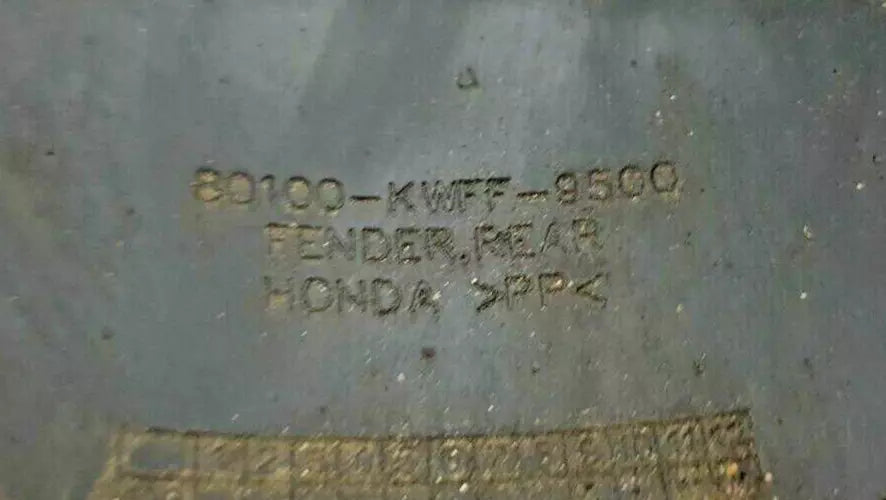 80100-KWFF-9500
FENDER,REAR
HONDA >PP<